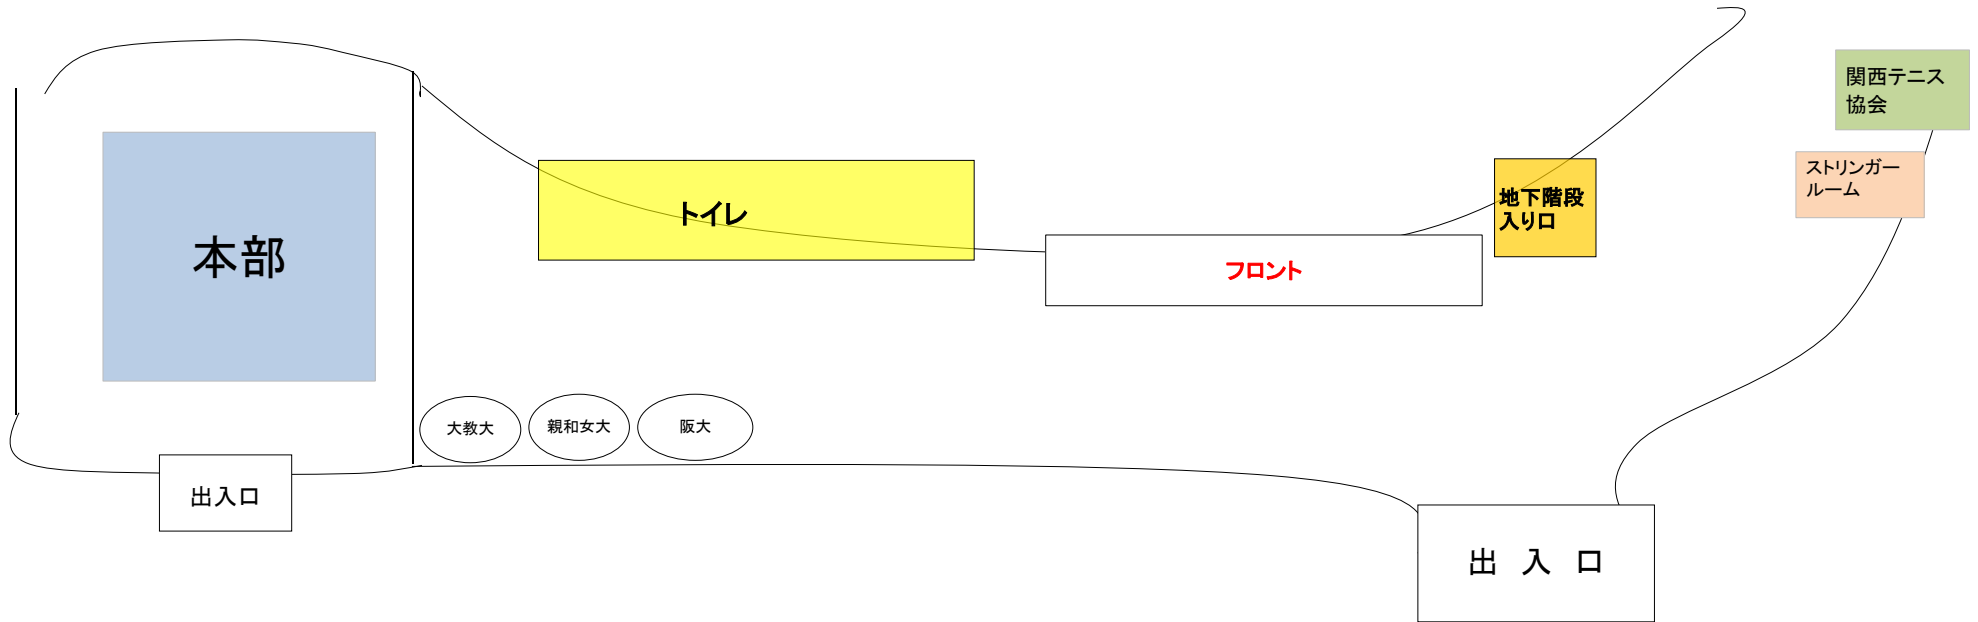 関西テニス
協会
ストリンガー
ルーム
地下階段
入り口
トイレ
本部
フロント
大教大
親和女大
阪大
出入口
出　入　口